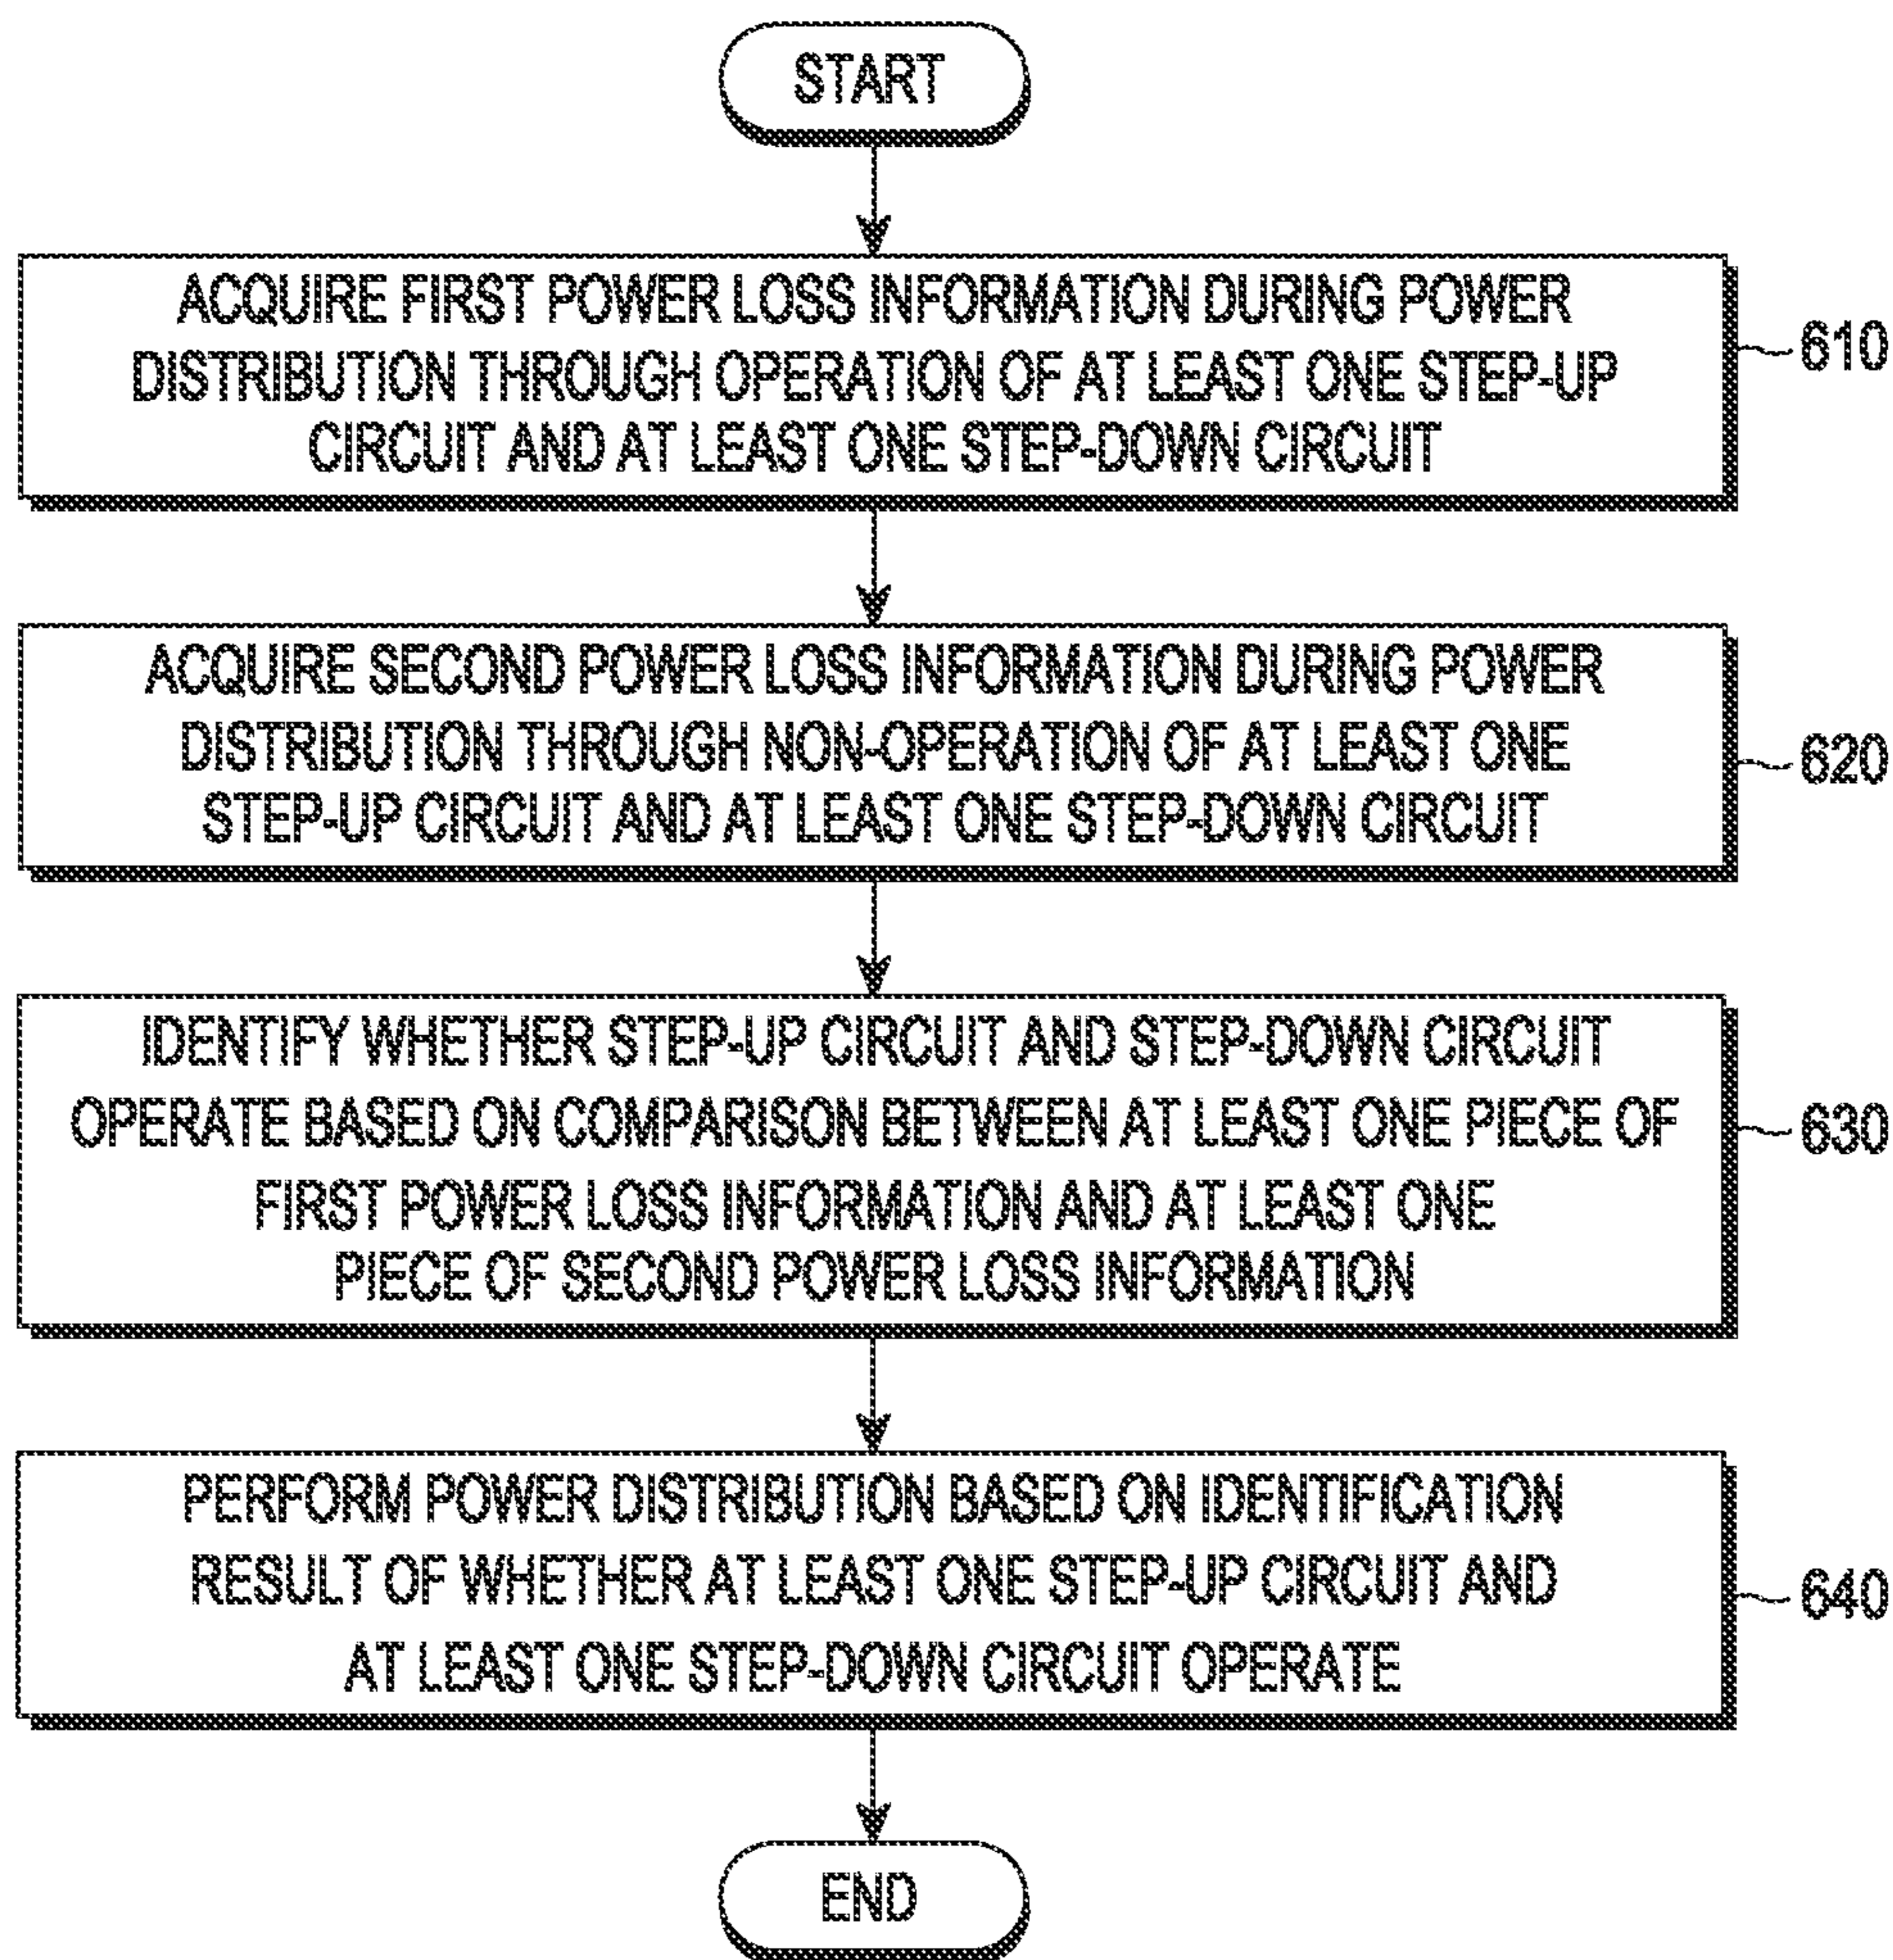 START
ACQUIRE FIRST POWER LOSS INFORMATION DURING POWER
DISTRIBUTION THROUGH OPERATION OF AT LEAST ONE STEP-UP
CIRCUIT AND AT LEAST ONE STEP-DOWN CIRCUIT
610
ACQUIRE SECOND POWER LOSS INFORMATION DURING POWER
DISTRIBUTION THROUGH NON-OPERATION OF AT LEAST ONE
STEP-UP CIRCUIT AND AT LEAST ONE STEP-DOWN CIRCUIT
620
IDENTIFY WHETHER STEP-UP CIRCUIT AND STEP-DOWN CIRCUIT
OPERATE BASED ON COMPARISON BETWEEN AT LEAST ONE PIECE OF
FIRST POWER LOSS INFORMATION AND AT LEAST ONE
PIECE OF SECOND POWER LOSS INFORMATION
630
PERFORM POWER DISTRIBUTION BASED ON IDENTIFICATION
RESULT OF WHETHER AT LEAST ONE STEP-UP CIRCUIT AND
AT LEAST ONE STEP-DOWN CIRCUIT OPERATE
640
END